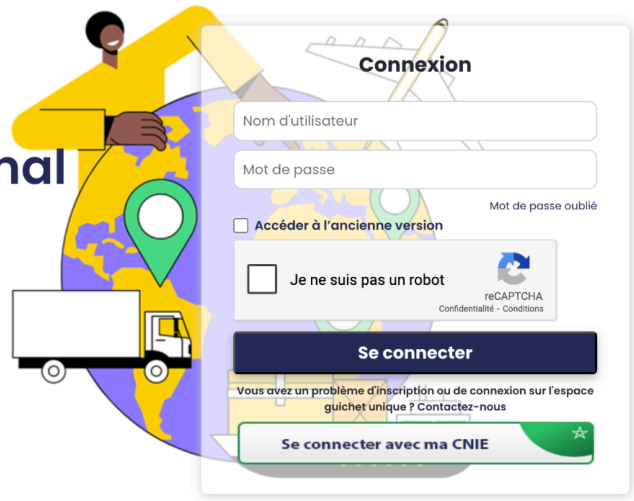 Connexion
Nom d'utilisateur
nal
Mot de passe
Mot de passe oublié
Accéder à l'ancienne version
Je ne suis pas un robot
reCAPTCHA
Confidentialité - Conditions
Se connecter
Vous avez un problème d'inscription ou de connexion sur l'espace
guichet unique ? Contactez-nous
Se connecter avec ma CNIE